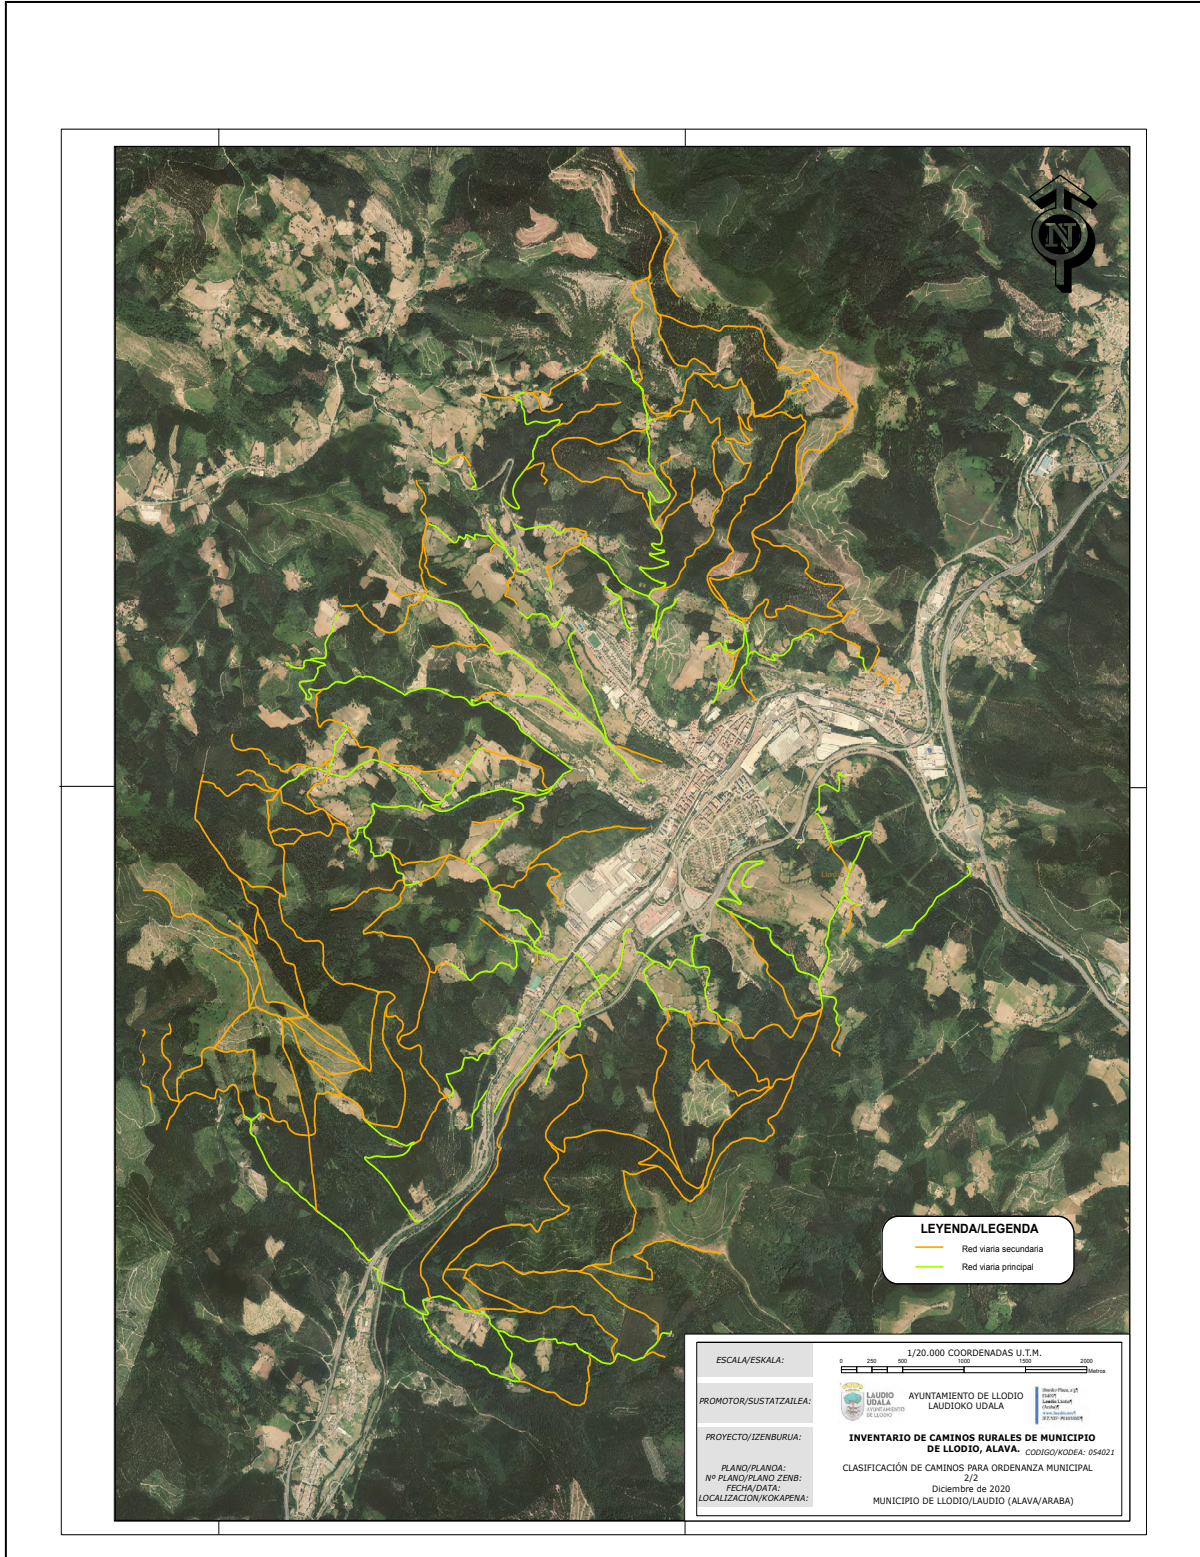 N
LEYENDA/LEGENDA
Red viaria secundaria
Red viaria principal
ESCALA/ESKALA:
1/20.000 COORDENADAS U.T.M.
0 250 500 1000 1500 2000
Metros
PROMOTOR/SUSTATZAILEA:
LAUDIO
UDALA
AYUNTAMIENTO
DE LLODIO
AYUNTAMIENTO DE LLODIO
LAUDIOKO UDALA
PROYECTO/IZENBURUA:
INVENTARIO DE CAMINOS RURALES DE MUNICIPIO
DE LLODIO, ALAVA. CODIGO/KODEA: 054021
PLANO/PLANOA:
CLASIFICACIÓN DE CAMINOS PARA ORDENANZA MUNICIPAL
Nº PLANO/PLANO ZENB:
2/2
FECHA/DATA:
Diciembre de 2020
LOCALIZACION/KOKAPENA:
MUNICIPIO DE LLODIO/LAUDIO (ALAVA/ARABA)